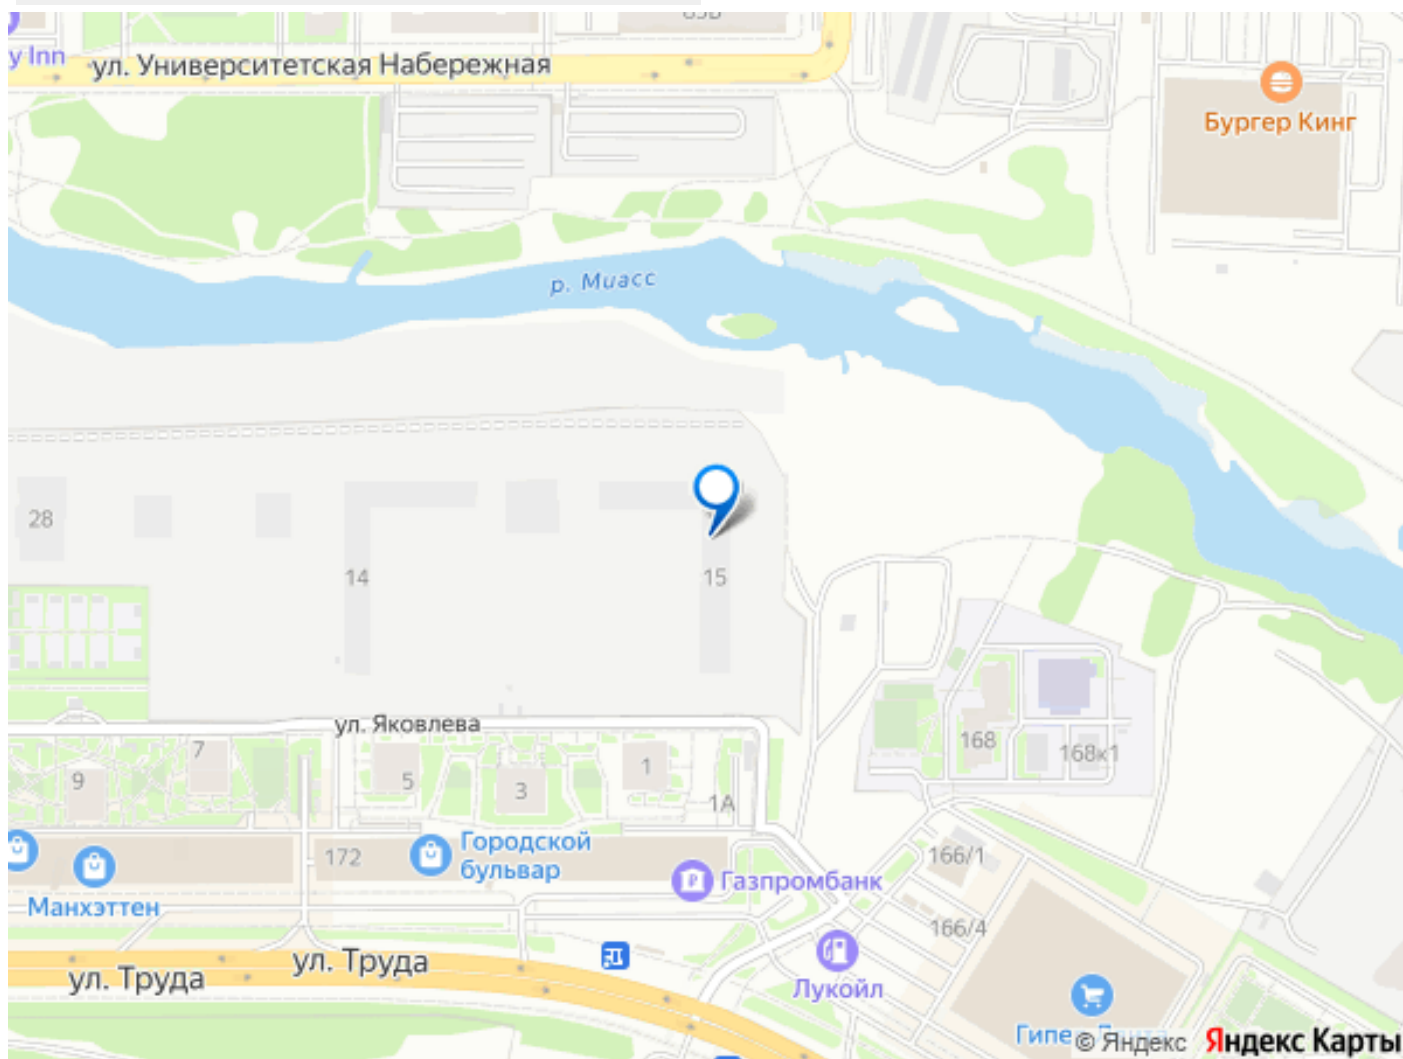 y Inn
ул. Университетская Набережная
Бургер Кинг
р. Миасс
28
14
15
ул. Яковлева
7
9
5
3
1
1А
168
168к1
172
Городской
бульвар
Манхэттен
Газпромбанк
166/1
166/4
ул. Труда
ул. Труда
Лукойл
© Яндекс Яндекс Карты